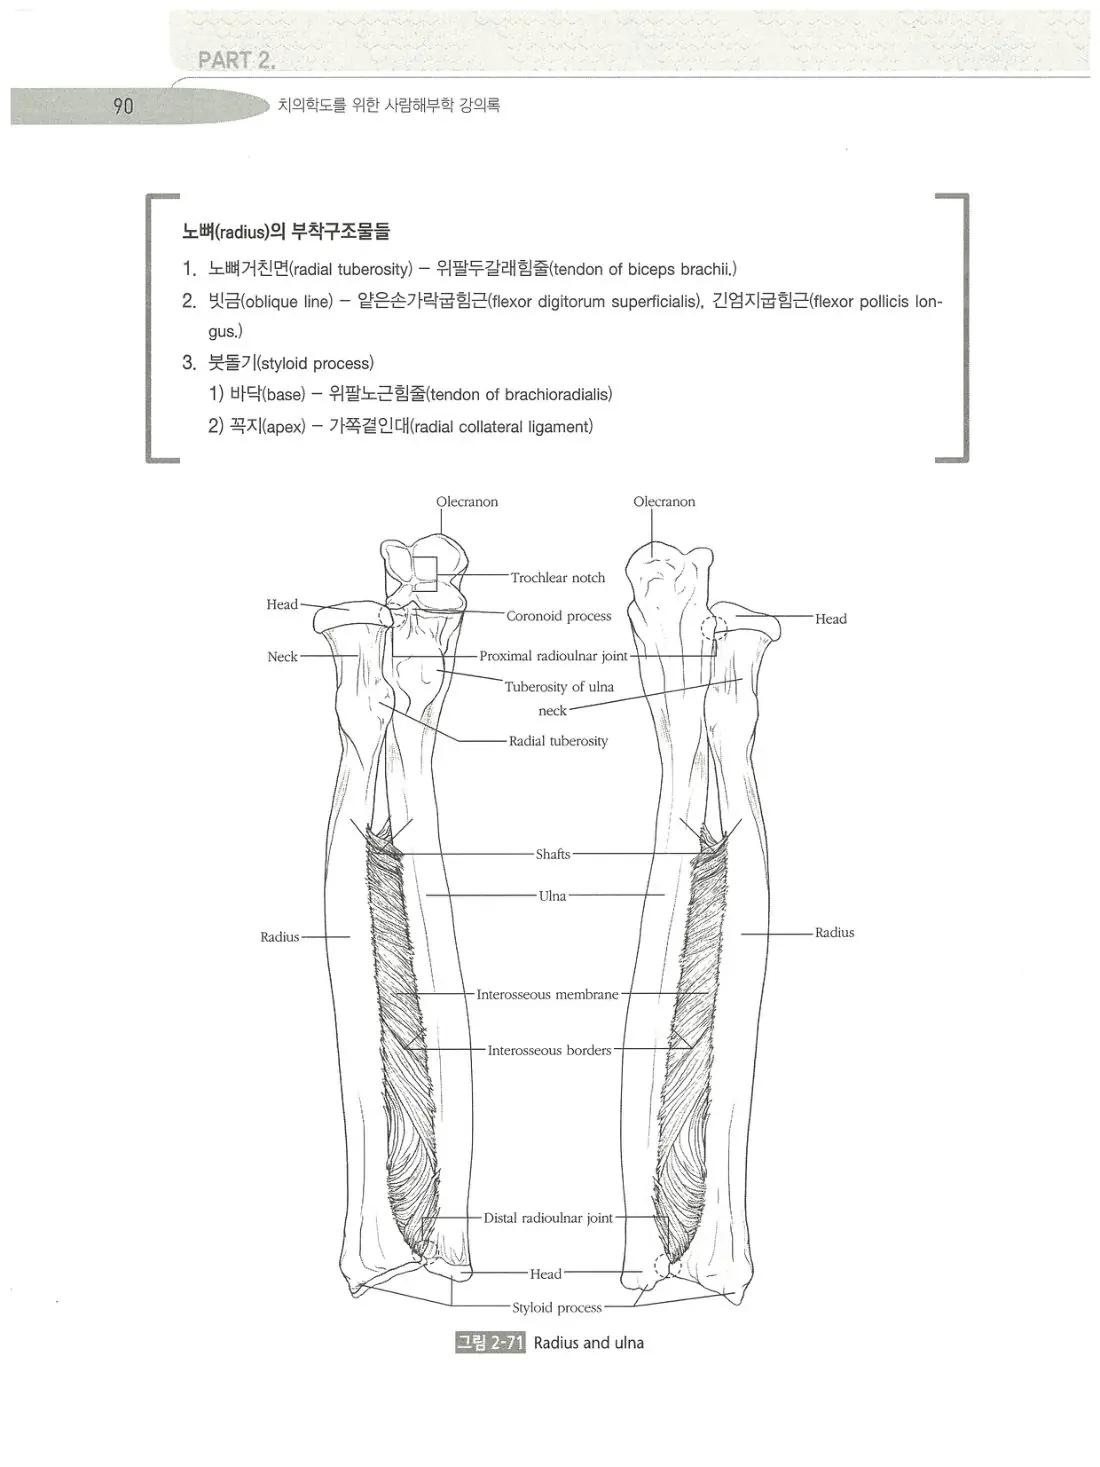 PART 2.
90
치의학도를 위한 사람해부학 강의록
노뼈(radius)의 부착구조물들
1. 노뼈거친면(radial tuberosity) - 위팔두갈래힘줄(tendon of biceps brachii.)
2. 빗금(oblique line) - 얕은손가락굽힘근(flexor digitorum superficialis), 긴엄지굽힘근(flexor pollicis lon-
gus.)
3. 붓돌기(styloid process)
1) 바닥(base) - 위팔노근힘줄(tendon of brachioradialis)
2) 꼭지(apex) - 가쪽곁인대(radial collateral ligament)
Olecranon Olecranon
Trochlear notch
Head Coronoid process Head
Neck Proximal radioulnar joint
Tuberosity of ulna
neck
Radial tuberosity
Shafts
Ulna
Radius Radius
Interosseous membrane
Interosseous borders
Distal radioulnar joint
Head
Styloid process
그림 2-71 Radius and ulna